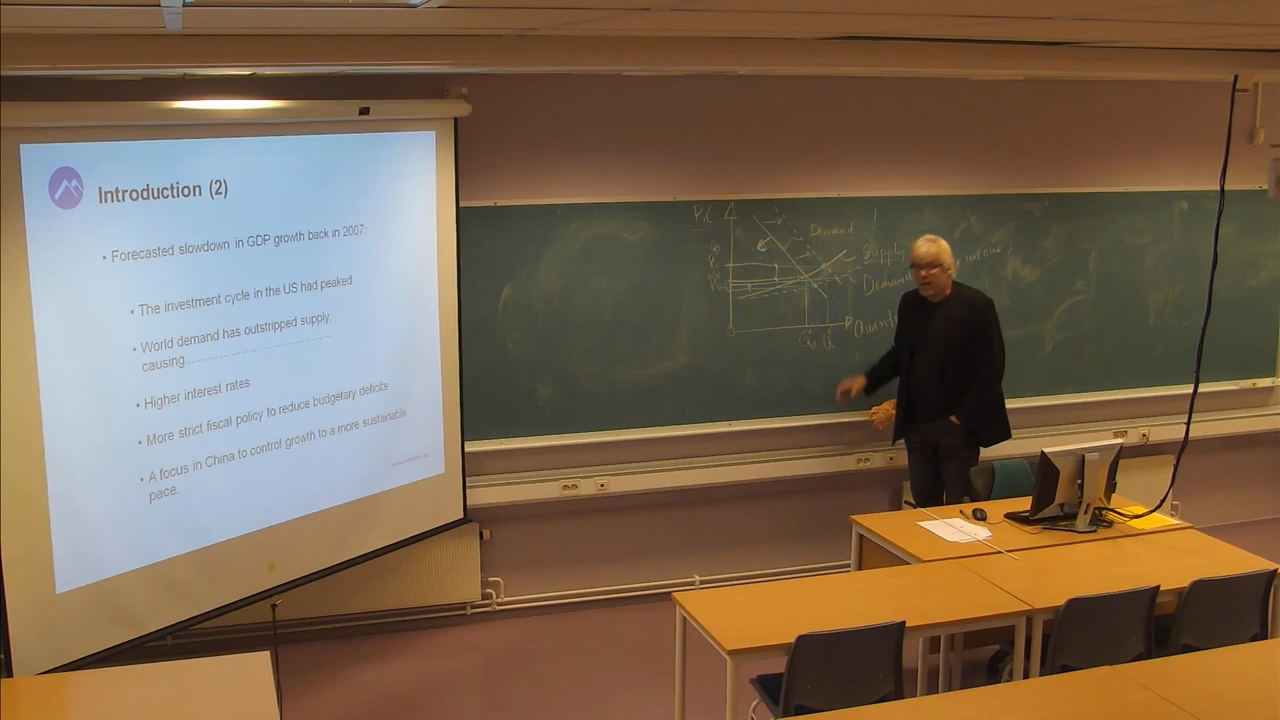 Introduction (2)
• Forecasted slowdown in GDP growth back in 2007:
• The investment cycle in the US had peaked
• World demand has outstripped supply,
causing……………………………
• Higher interest rates
• More strict fiscal policy to reduce budgetary deficits
• A focus in China to control growth to a more sustainable
pace.
P,C
Demand
Supply